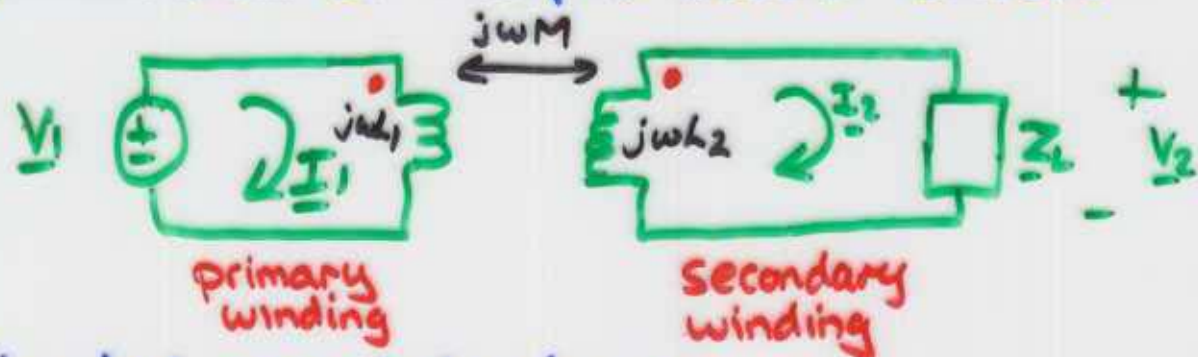 jωM
V1
+
-
I1
jωL1
jωL2
I2
ZL
+
V2
-
primary
winding
secondary
winding